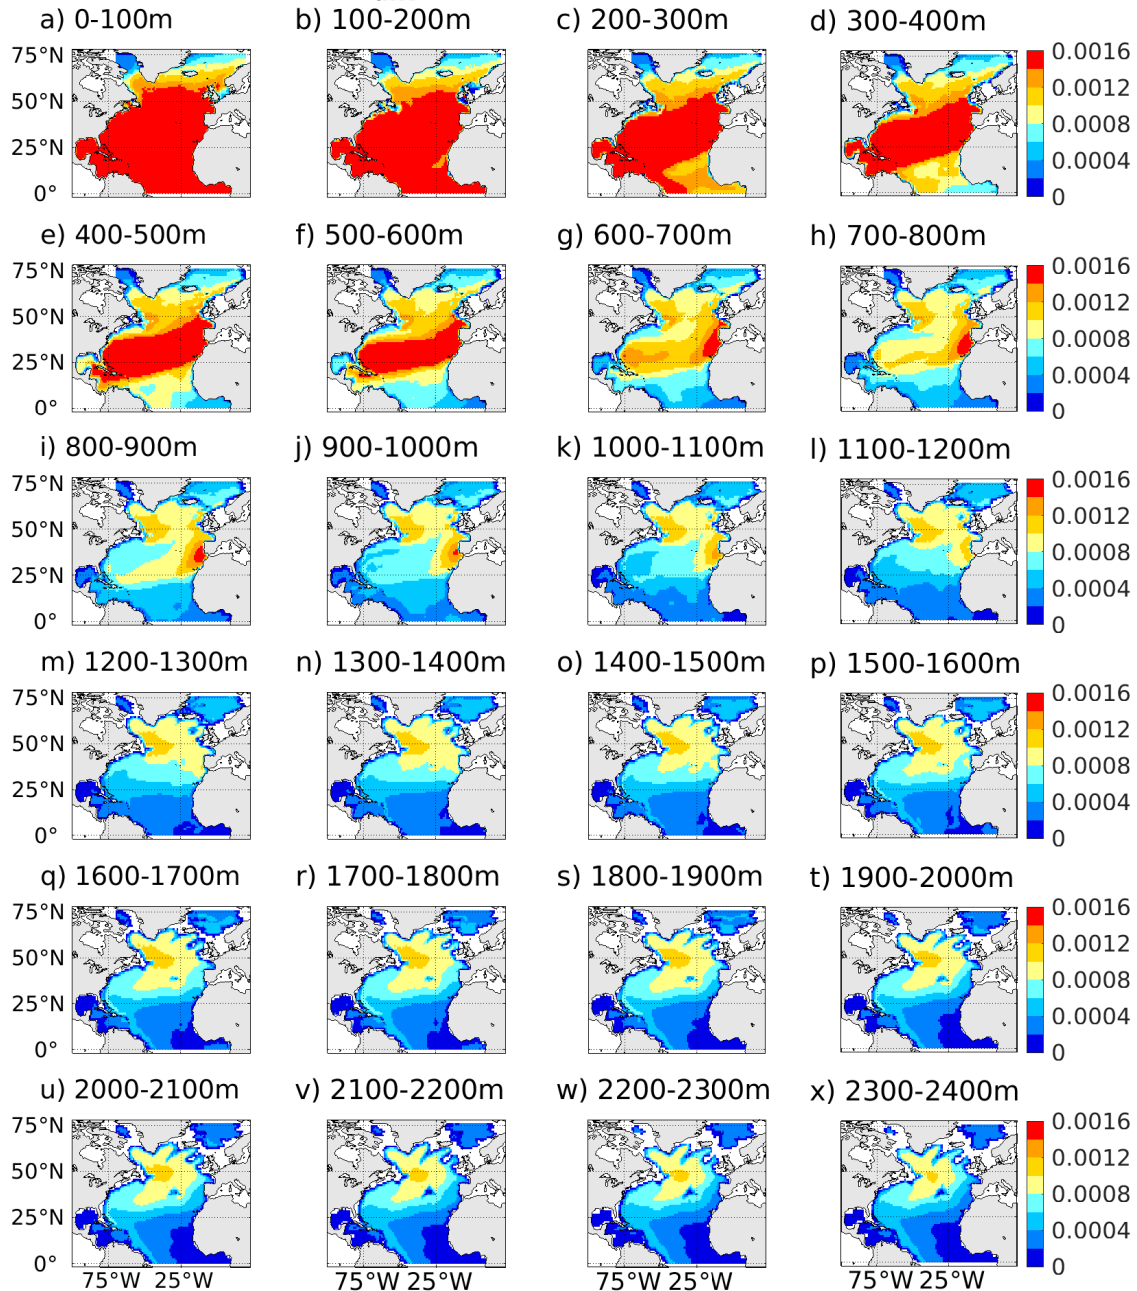 a) 0-100m b) 100-200m c) 200-300m d) 300-400m
75°N 0.0016
50°N 0.0012
25°N 0.0008
0.0004
0° 0
e) 400-500m f) 500-600m g) 600-700m h) 700-800m
75°N 0.0016
50°N 0.0012
25°N 0.0008
0.0004
0° 0
i) 800-900m j) 900-1000m k) 1000-1100m l) 1100-1200m
75°N 0.0016
50°N 0.0012
25°N 0.0008
0.0004
0° 0
m) 1200-1300m n) 1300-1400m o) 1400-1500m p) 1500-1600m
75°N 0.0016
50°N 0.0012
25°N 0.0008
0.0004
0° 0
q) 1600-1700m r) 1700-1800m s) 1800-1900m t) 1900-2000m
75°N 0.0016
50°N 0.0012
25°N 0.0008
0.0004
0° 0
u) 2000-2100m v) 2100-2200m w) 2200-2300m x) 2300-2400m
75°N 0.0016
50°N 0.0012
25°N 0.0008
0.0004
0° 0
75°W 25°W 75°W 25°W 75°W 25°W 75°W 25°W